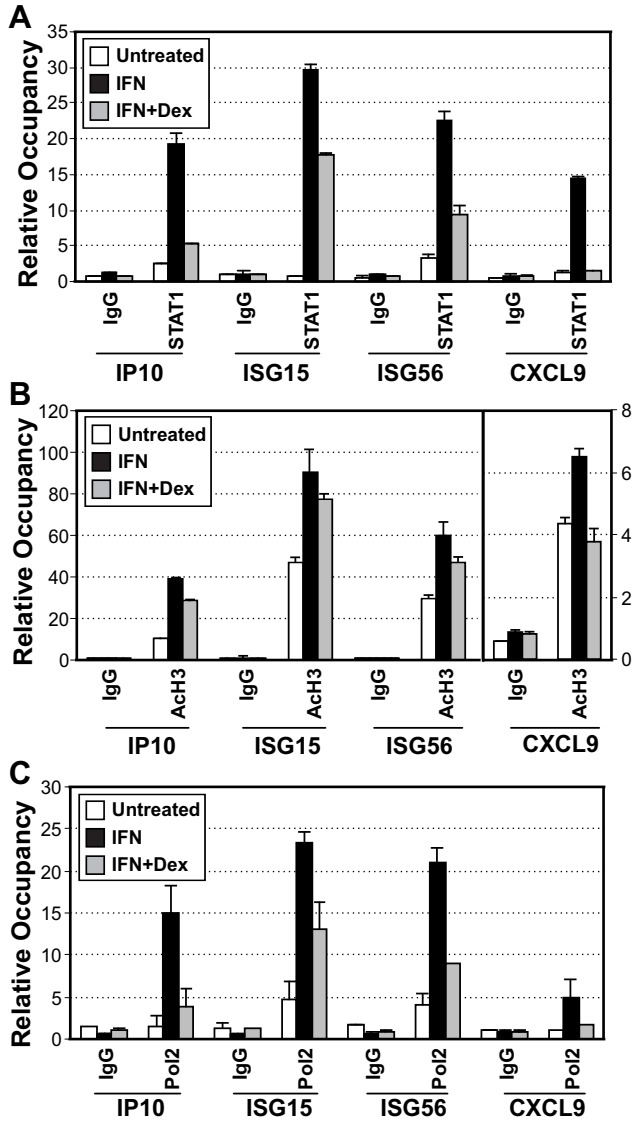 A
Relative Occupancy
35
30
25
20
15
10
5
0
Untreated
IFN
IFN+Dex
IgG STAT1 IgG STAT1 IgG STAT1 IgG STAT1
IP10 ISG15 ISG56 CXCL9
B
Relative Occupancy
120
100
80
60
40
20
0
Untreated
IFN
IFN+Dex
8
6
4
2
0
IgG AcH3 IgG AcH3 IgG AcH3 IgG AcH3
IP10 ISG15 ISG56 CXCL9
C
Relative Occupancy
30
25
20
15
10
5
0
Untreated
IFN
IFN+Dex
IgG Pol2 IgG Pol2 IgG Pol2 IgG Pol2
IP10 ISG15 ISG56 CXCL9